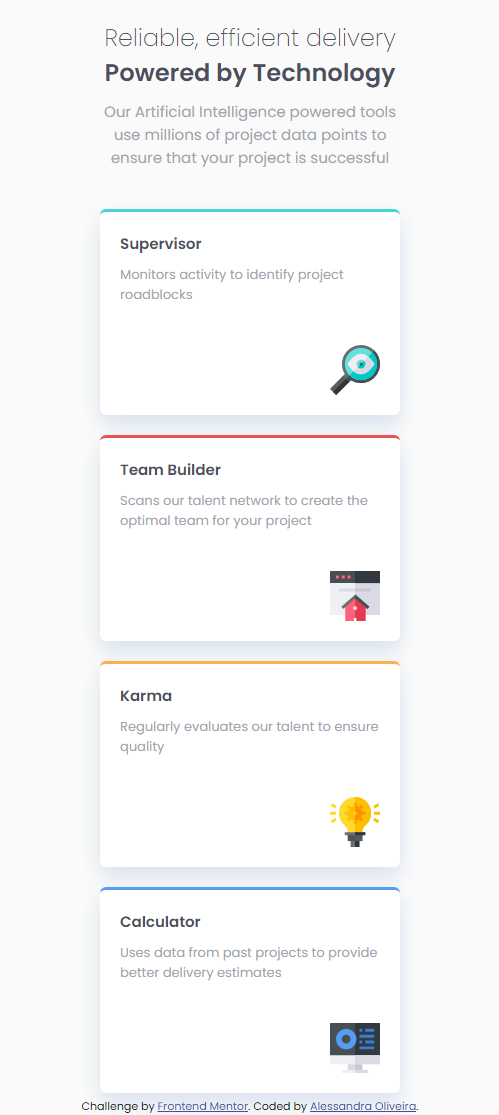 Reliable, efficient delivery
Powered by Technology
Our Artificial Intelligence powered tools
use millions of project data points to
ensure that your project is successful
Supervisor
Monitors activity to identify project
roadblocks
Team Builder
Scans our talent network to create the
optimal team for your project
Karma
Regularly evaluates our talent to ensure
quality
Calculator
Uses data from past projects to provide
better delivery estimates
Challenge by Frontend Mentor. Coded by Alessandra Oliveira.